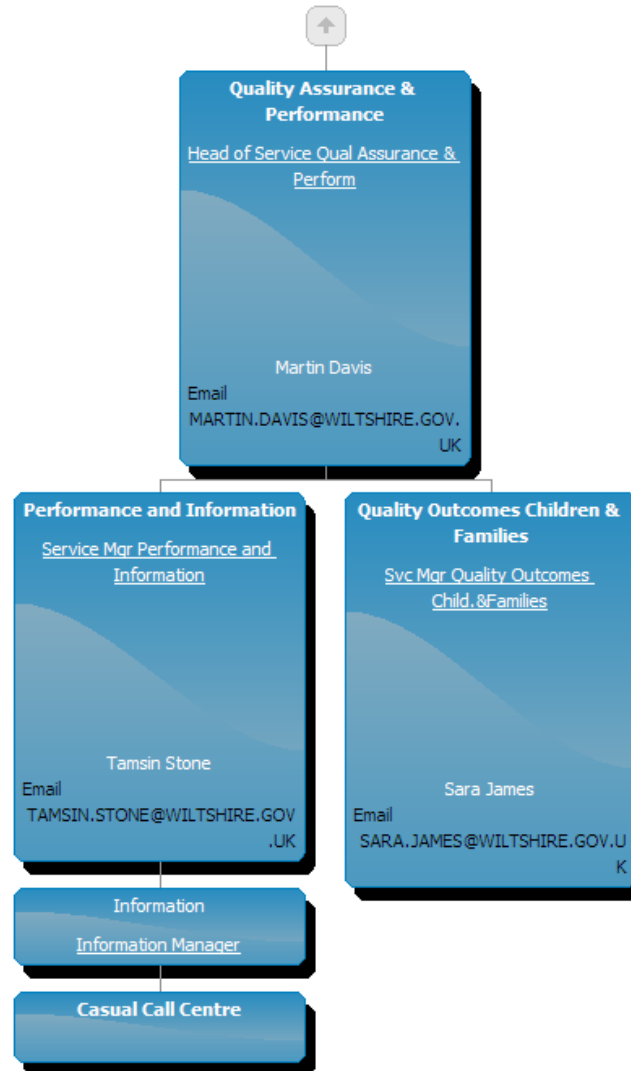 Quality Assurance &
Performance
Head of Service Qual Assurance &
Perform
Martin Davis
Email
MARTIN.DAVIS@WILTSHIRE.GOV.
UK
Performance and Information
Service Mgr Performance and
Information
Tamsin Stone
Email
TAMSIN.STONE@WILTSHIRE.GOV
.UK
Quality Outcomes Children &
Families
Svc Mgr Quality Outcomes
Child.&Families
Sara James
Email
SARA.JAMES@WILTSHIRE.GOV.U
K
Information
Information Manager
Casual Call Centre